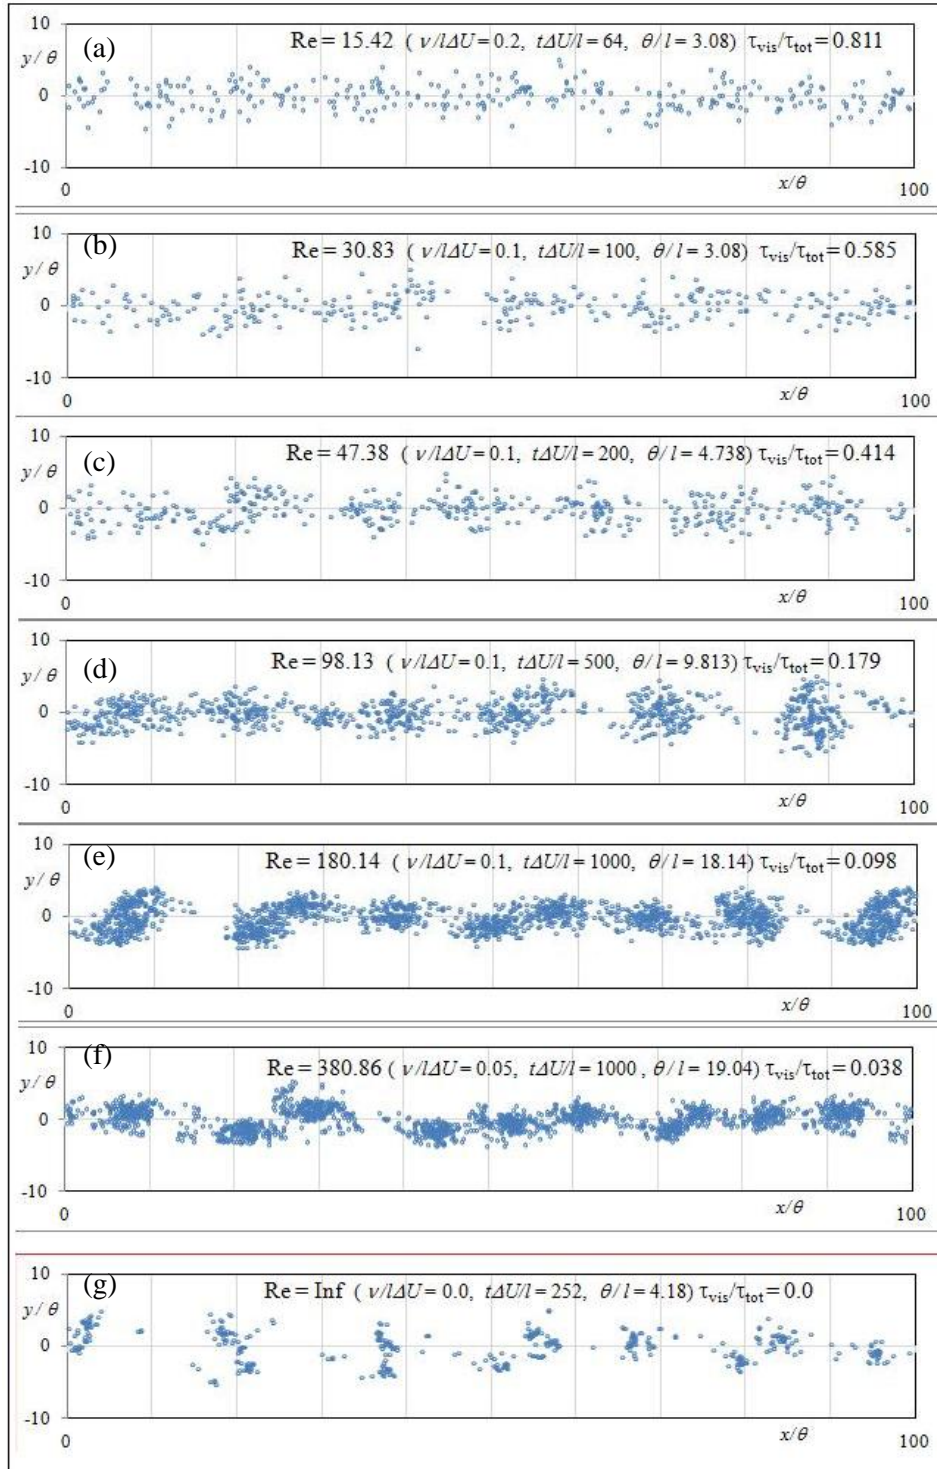 10
(a)
Re = 15.42 ( ν/lΔU = 0.2, tΔU/l = 64, θ/l = 3.08) τvis/τtot = 0.811
y/θ
0
-10
0
x/θ
100
10
(b)
Re = 30.83 ( ν/lΔU = 0.1, tΔU/l = 100, θ/l = 3.08) τvis/τtot = 0.585
y/θ
0
-10
0
x/θ
100
10
(c)
Re = 47.38 ( ν/lΔU = 0.1, tΔU/l = 200, θ/l = 4.738) τvis/τtot = 0.414
y/θ
0
-10
0
x/θ
100
10
(d)
Re = 98.13 ( ν/lΔU = 0.1, tΔU/l = 500, θ/l = 9.813) τvis/τtot = 0.179
y/θ
0
-10
0
x/θ
100
10
(e)
Re = 180.14 ( ν/lΔU = 0.1, tΔU/l = 1000, θ/l = 18.14) τvis/τtot = 0.098
y/θ
0
-10
0
x/θ
100
10
(f)
Re = 380.86 ( ν/lΔU = 0.05, tΔU/l = 1000 , θ/l = 19.04) τvis/τtot = 0.038
y/θ
0
-10
0
x/θ
100
10
(g)
Re = Inf ( ν/lΔU = 0.0, tΔU/l = 252, θ/l = 4.18) τvis/τtot = 0.0
y/θ
0
-10
0
x/θ
100